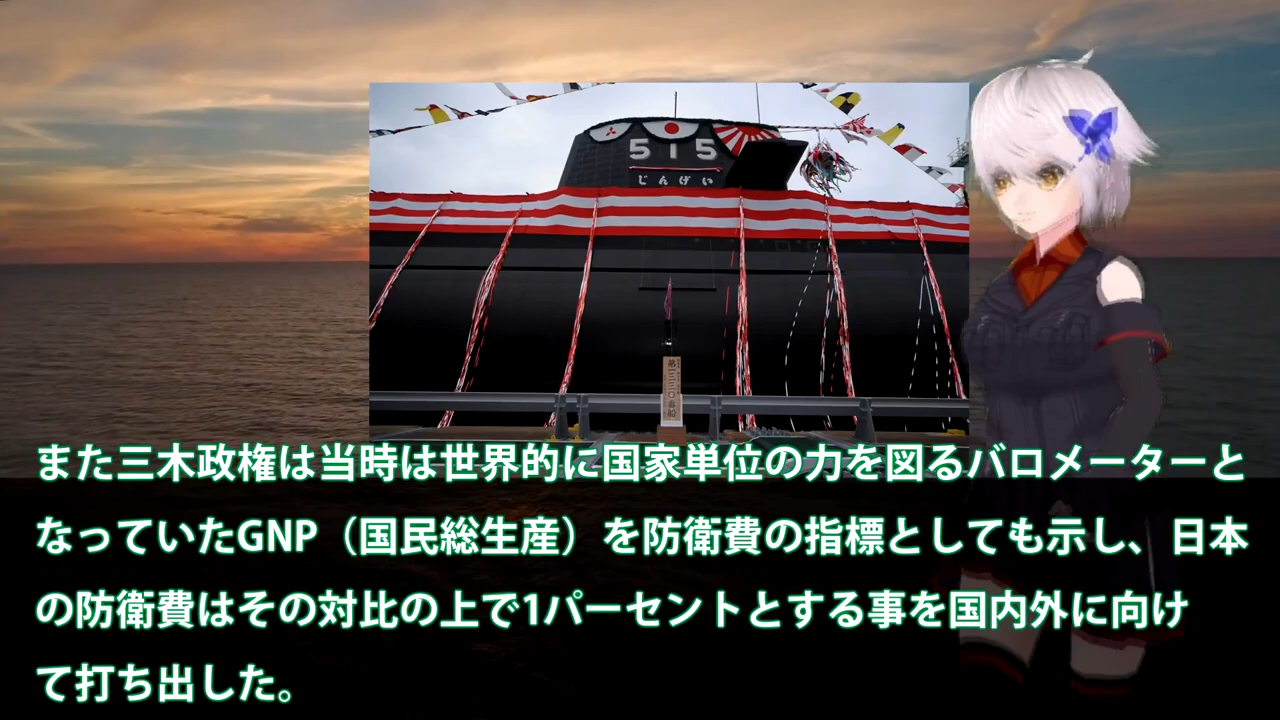 515
じんげい
また三木政権は当時は世界的に国家単位の力を図るバロメーターと
なっていたGNP（国民総生産）を防衛費の指標としても示し、日本
の防衛費はその対比の上で1パーセントとする事を国内外に向け
て打ち出した。